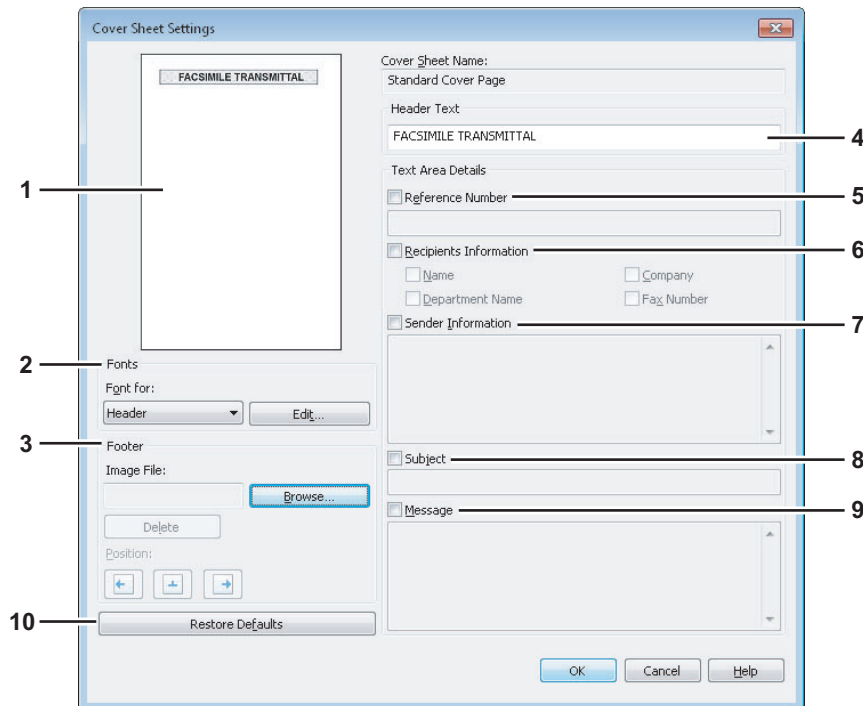 Cover Sheet Settings
FACSIMILE TRANSMITTAL
1
2
Fonts
Font for:
Header
Edit...
3
Footer
Image File:
Browse...
Delete
Position:
10
Restore Defaults
Cover Sheet Name:
Standard Cover Page
Header Text
FACSIMILE TRANSMITTAL
4
Text Area Details
Reference Number
5
Recipients Information
6
Name
Company
Department Name
Fax Number
Sender Information
7
Subject
8
Message
9
OK
Cancel
Help